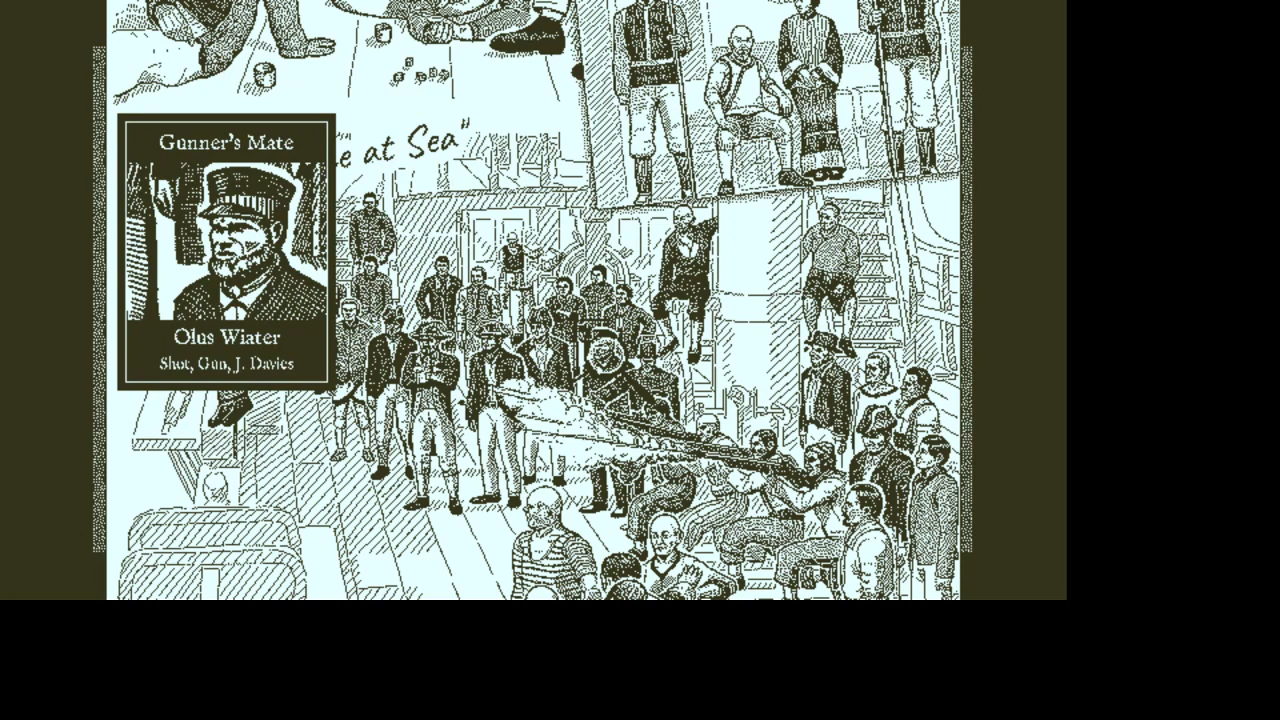 Gunner's Mate
e at Sea"
Olus Wiater
Shot, Gun, J. Davies